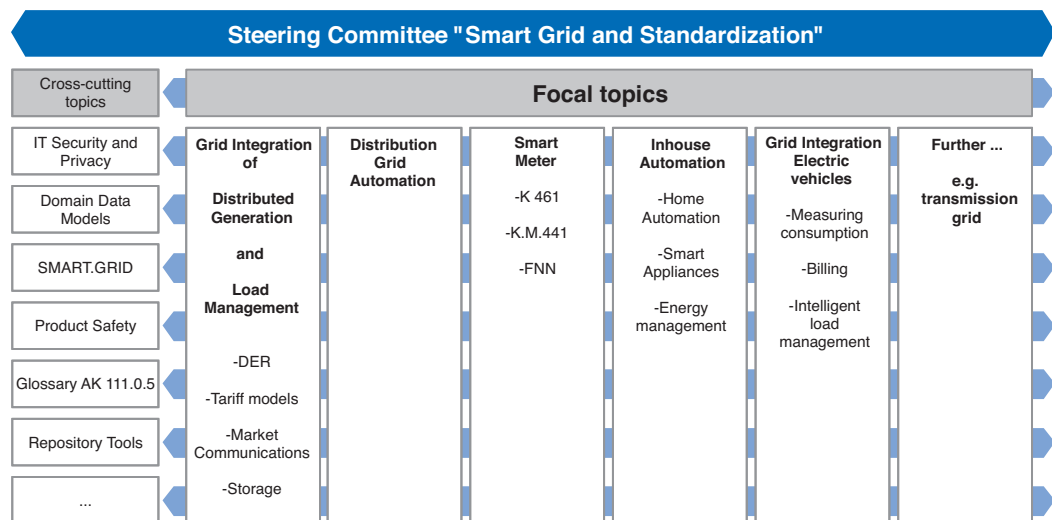 Steering Committee "Smart Grid and Standardization"
Cross-cutting
topics
Focal topics
IT Security and
Privacy
Domain Data
Models
SMART.GRID
Product Safety
Glossary AK 111.0.5
Repository Tools
...
Grid Integration
of
Distributed
Generation
and
Load
Management
-DER
-Tariff models
-Market
Communications
-Storage
Distribution
Grid
Automation
Smart
Meter
-K 461
-K.M.441
-FNN
Inhouse
Automation
-Home
Automation
-Smart
Appliances
-Energy
management
Grid Integration
Electric
vehicles
-Measuring
consumption
-Billing
-Intelligent
load
management
Further ...
e.g.
transmission
grid